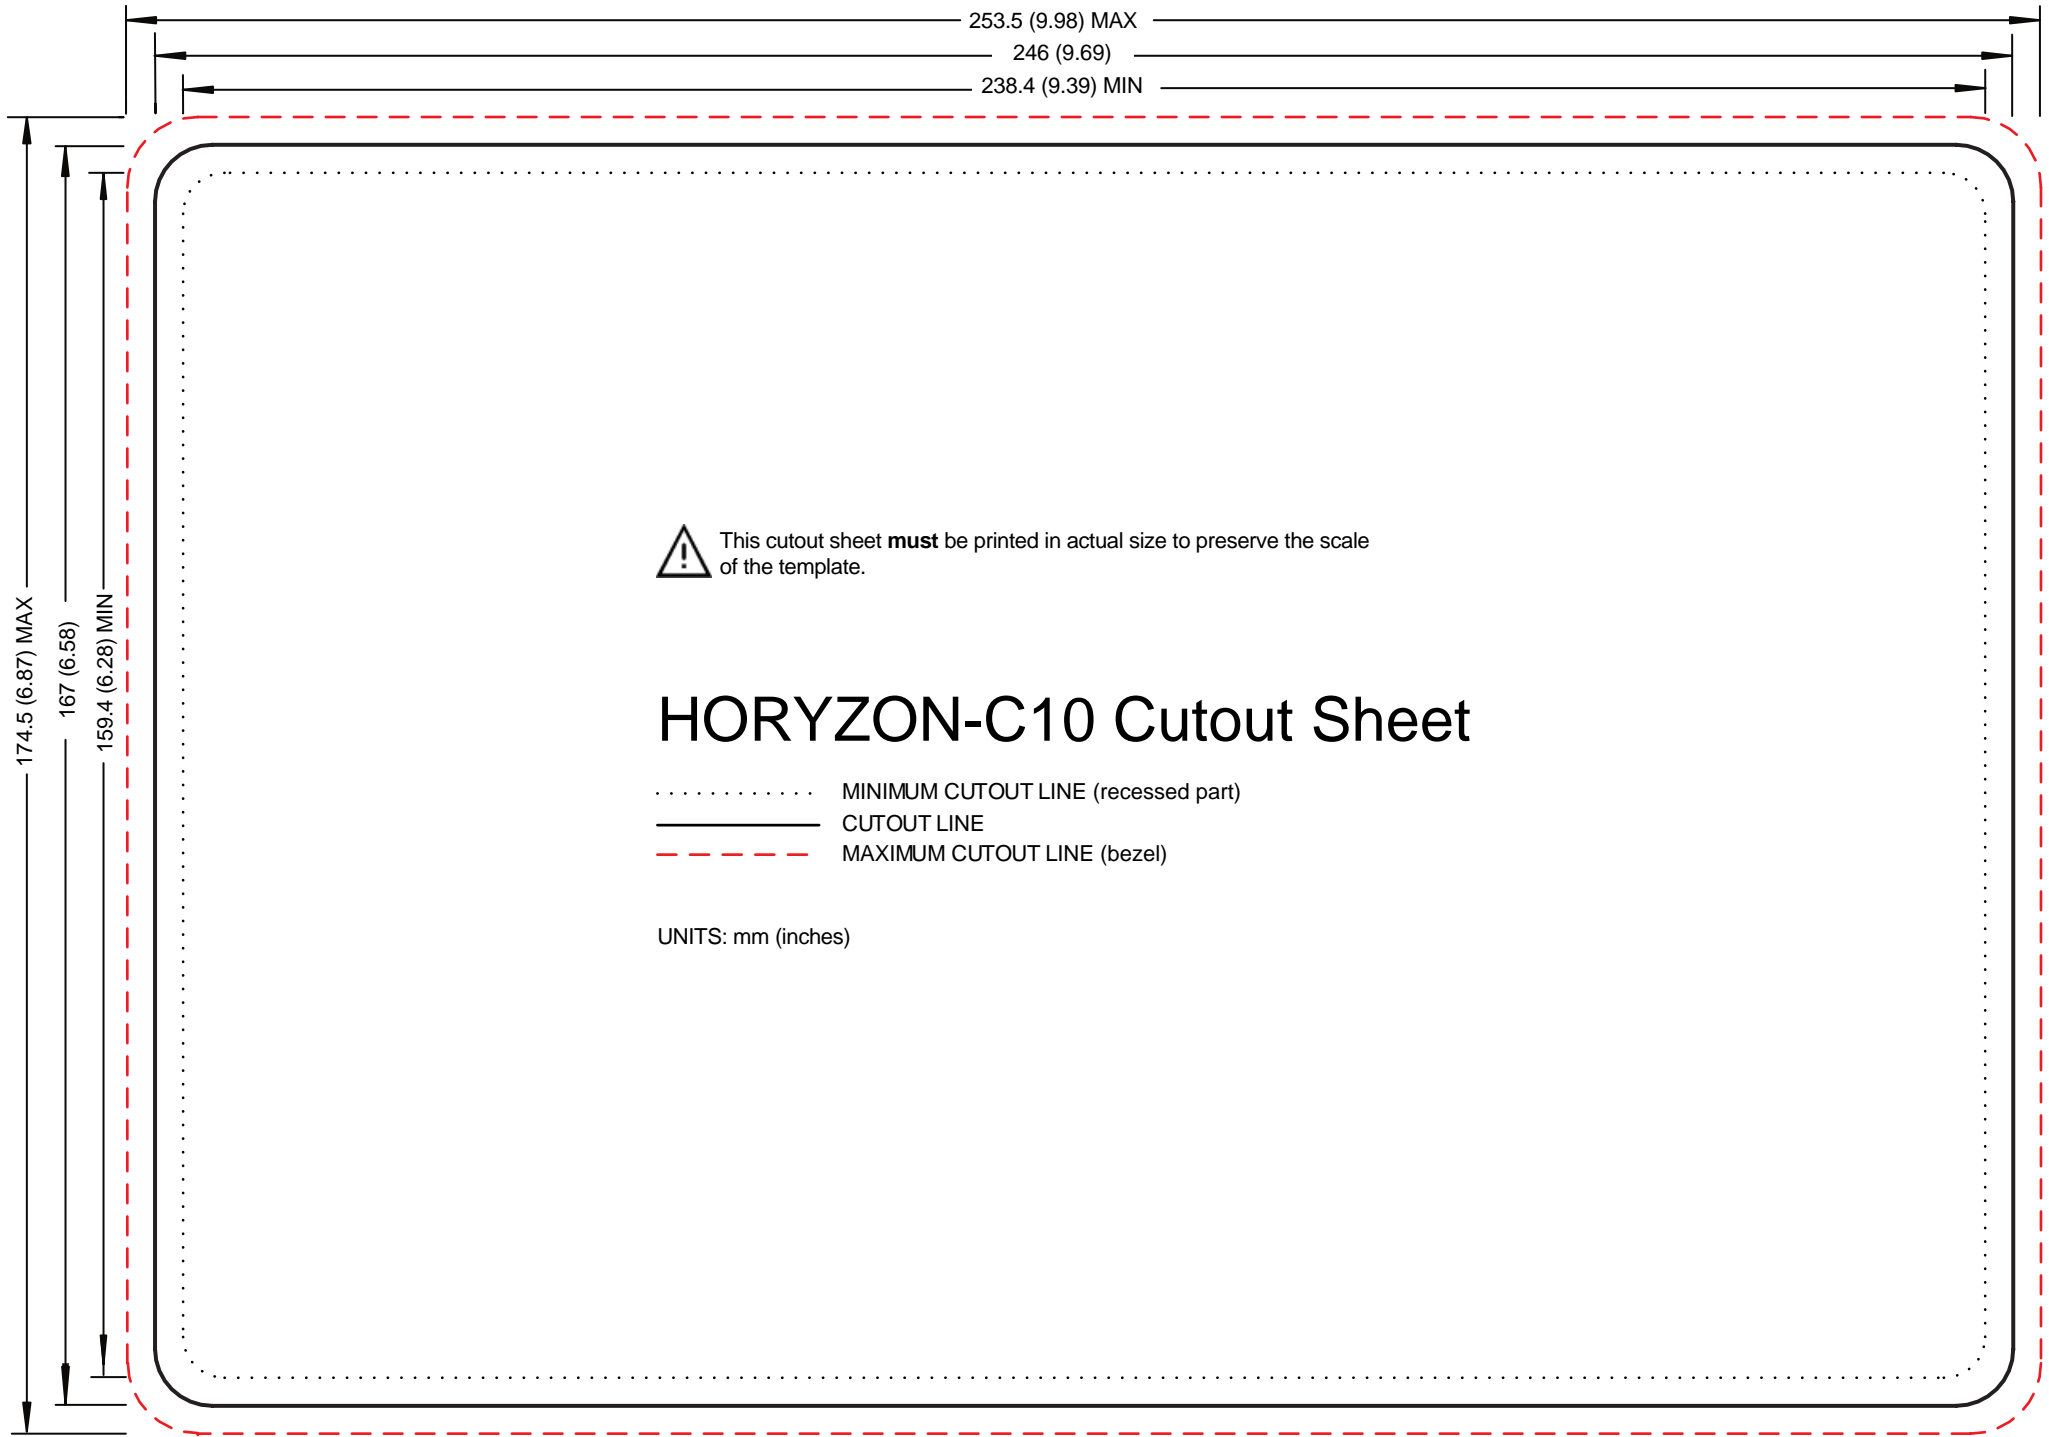 253.5 (9.98) MAX
246 (9.69)
238.4 (9.39) MIN
174.5 (6.87) MAX
167 (6.58)
159.4 (6.28) MIN
This cutout sheet must be printed in actual size to preserve the scale
of the template.
HORYZON-C10 Cutout Sheet
MINIMUM CUTOUT LINE (recessed part)
CUTOUT LINE
MAXIMUM CUTOUT LINE (bezel)
UNITS: mm (inches)